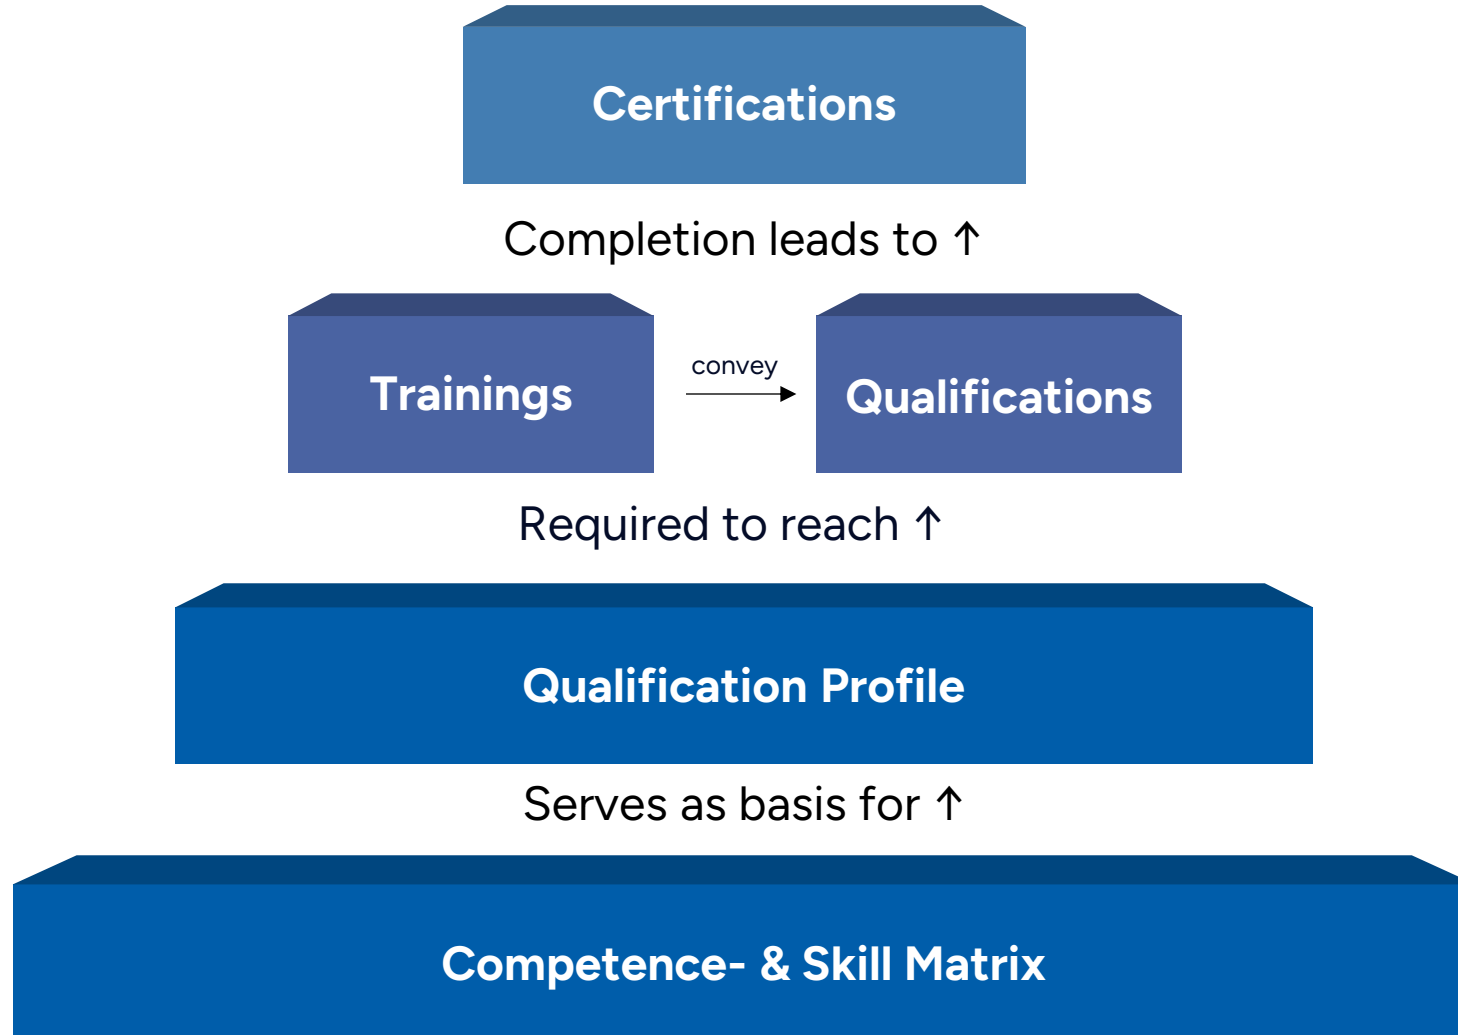 Certifications
Completion leads to ↑
Trainings
convey
Qualifications
Required to reach ↑
Qualification Profile
Serves as basis for ↑
Competence- & Skill Matrix